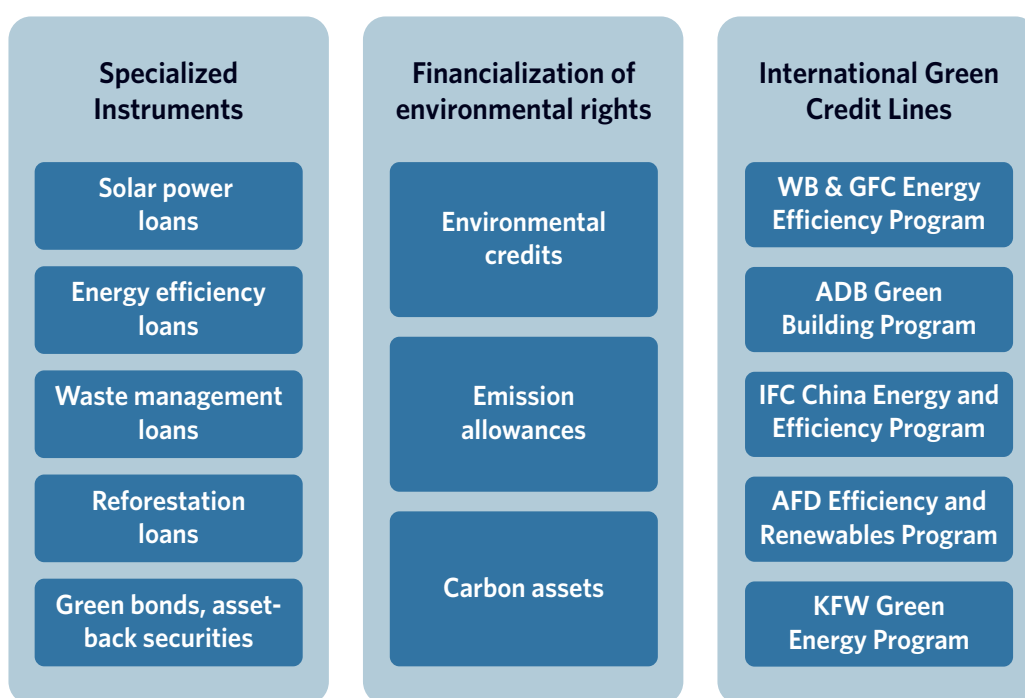 Specialized
Instruments
Solar power
loans
Energy efficiency
loans
Waste management
loans
Reforestation
loans
Green bonds, asset-
back securities
Financialization of
environmental rights
Environmental
credits
Emission
allowances
Carbon assets
International Green
Credit Lines
WB & GFC Energy
Efficiency Program
ADB Green
Building Program
IFC China Energy and
Efficiency Program
AFD Efficiency and
Renewables Program
KFW Green
Energy Program